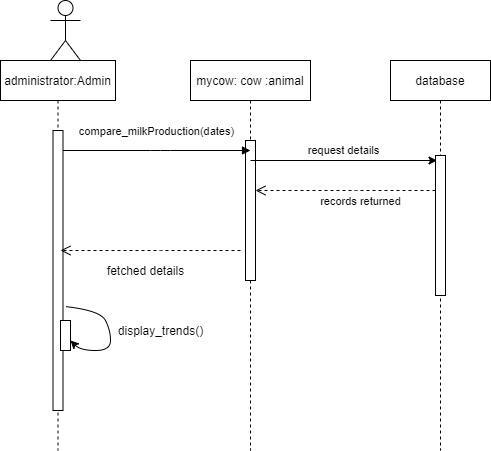 administrator:Admin
mycow: cow :animal
database
compare_milkProduction(dates)
request details
records returned
fetched details
display_trends()